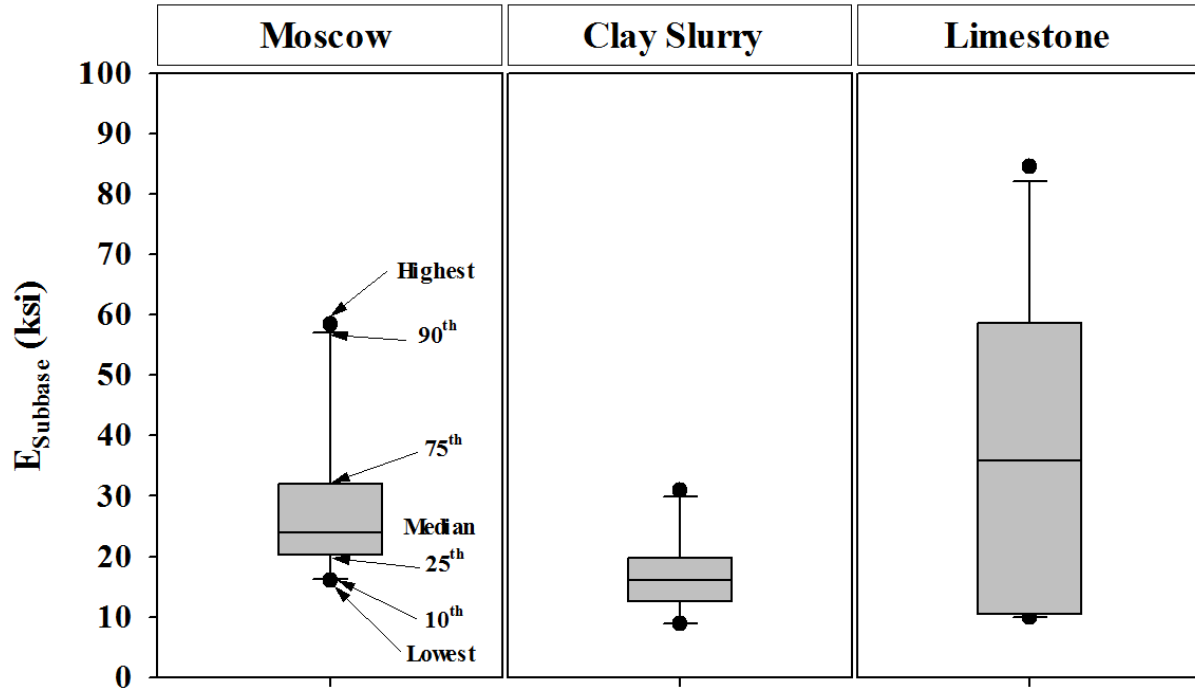 Moscow
Clay Slurry
Limestone
E_Subbase (ksi)
100
90
80
70
60
50
40
30
20
10
0
Highest
90th
75th
Median
25th
10th
Lowest